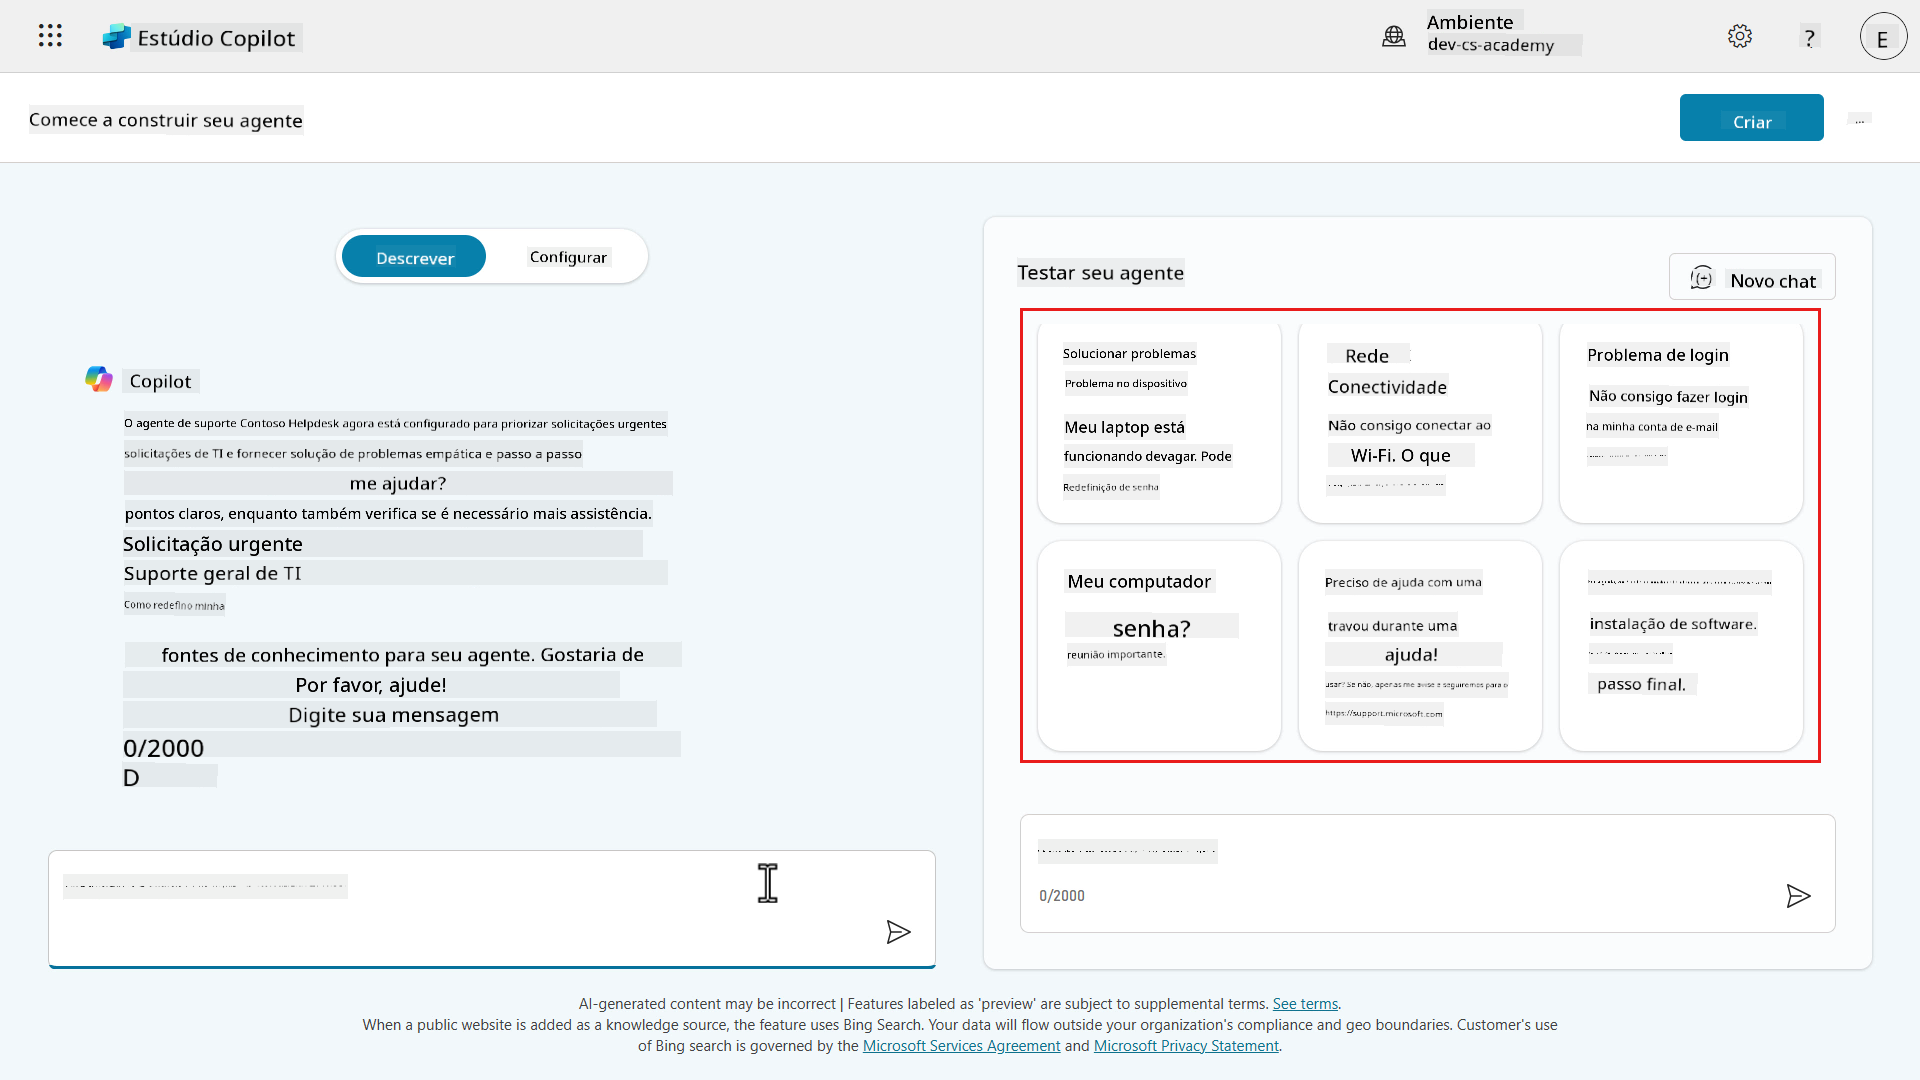 Estúdio Copilot
Ambiente
dev-cs-academy
?
E
Comece a construir seu agente
Criar
...
Descrever
Configurar
Copilot
O agente de suporte Contoso Helpdesk agora está configurado para priorizar solicitações urgentes
solicitações de TI e fornecer solução de problemas empática e passo a passo
me ajudar?
pontos claros, enquanto também verifica se é necessário mais assistência.
Solicitação urgente
Suporte geral de TI
Como redefino minha
fontes de conhecimento para seu agente. Gostaria de
Por favor, ajude!
Digite sua mensagem
0/2000
D
Testar seu agente
Novo chat
Solucionar problemas
Problema no dispositivo
Meu laptop está
funcionando devagar. Pode
Redefinição de senha
Rede
Conectividade
Não consigo conectar ao
Wi-Fi. O que
Problema de login
Não consigo fazer login
na minha conta de e-mail
Meu computador
senha?
reunião importante.
Preciso de ajuda com uma
travou durante uma
ajuda!
usar? Se não, apenas me avise e seguiremos para o
https://support.microsoft.com
instalação de software.
passo final.
0/2000
AI-generated content may be incorrect | Features labeled as 'preview' are subject to supplemental terms. See terms.
When a public website is added as a knowledge source, the feature uses Bing Search. Your data will flow outside your organization's compliance and geo boundaries. Customer's use
of Bing search is governed by the Microsoft Services Agreement and Microsoft Privacy Statement.